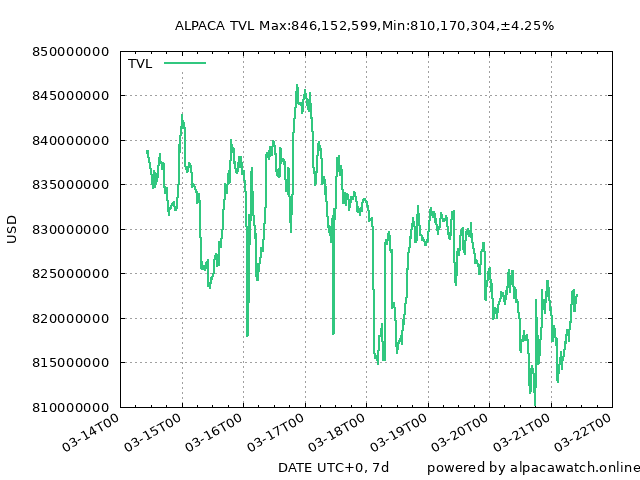 ALPACA TVL Max:846,152,599,Min:810,170,304,±4.25%
850000000
TVL
845000000
840000000
835000000
830000000
825000000
820000000
815000000
810000000
USD
03-14T00
03-15T00
03-16T00
03-17T00
03-18T00
03-19T00
03-20T00
03-21T00
03-22T00
DATE UTC+0, 7d
powered by alpacawatch.online